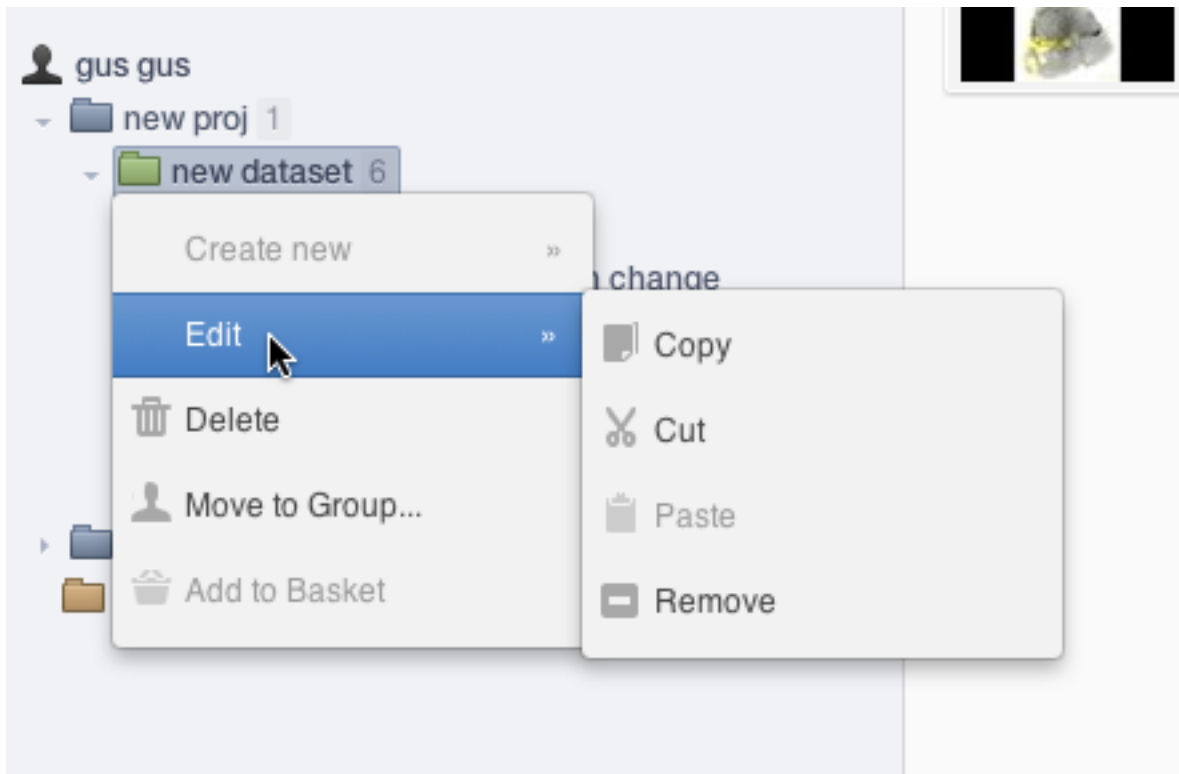 gus gus
new proj 1
new dataset 6
Create new »
change
Edit »
Copy
Delete
Cut
Move to Group...
Paste
Add to Basket
Remove